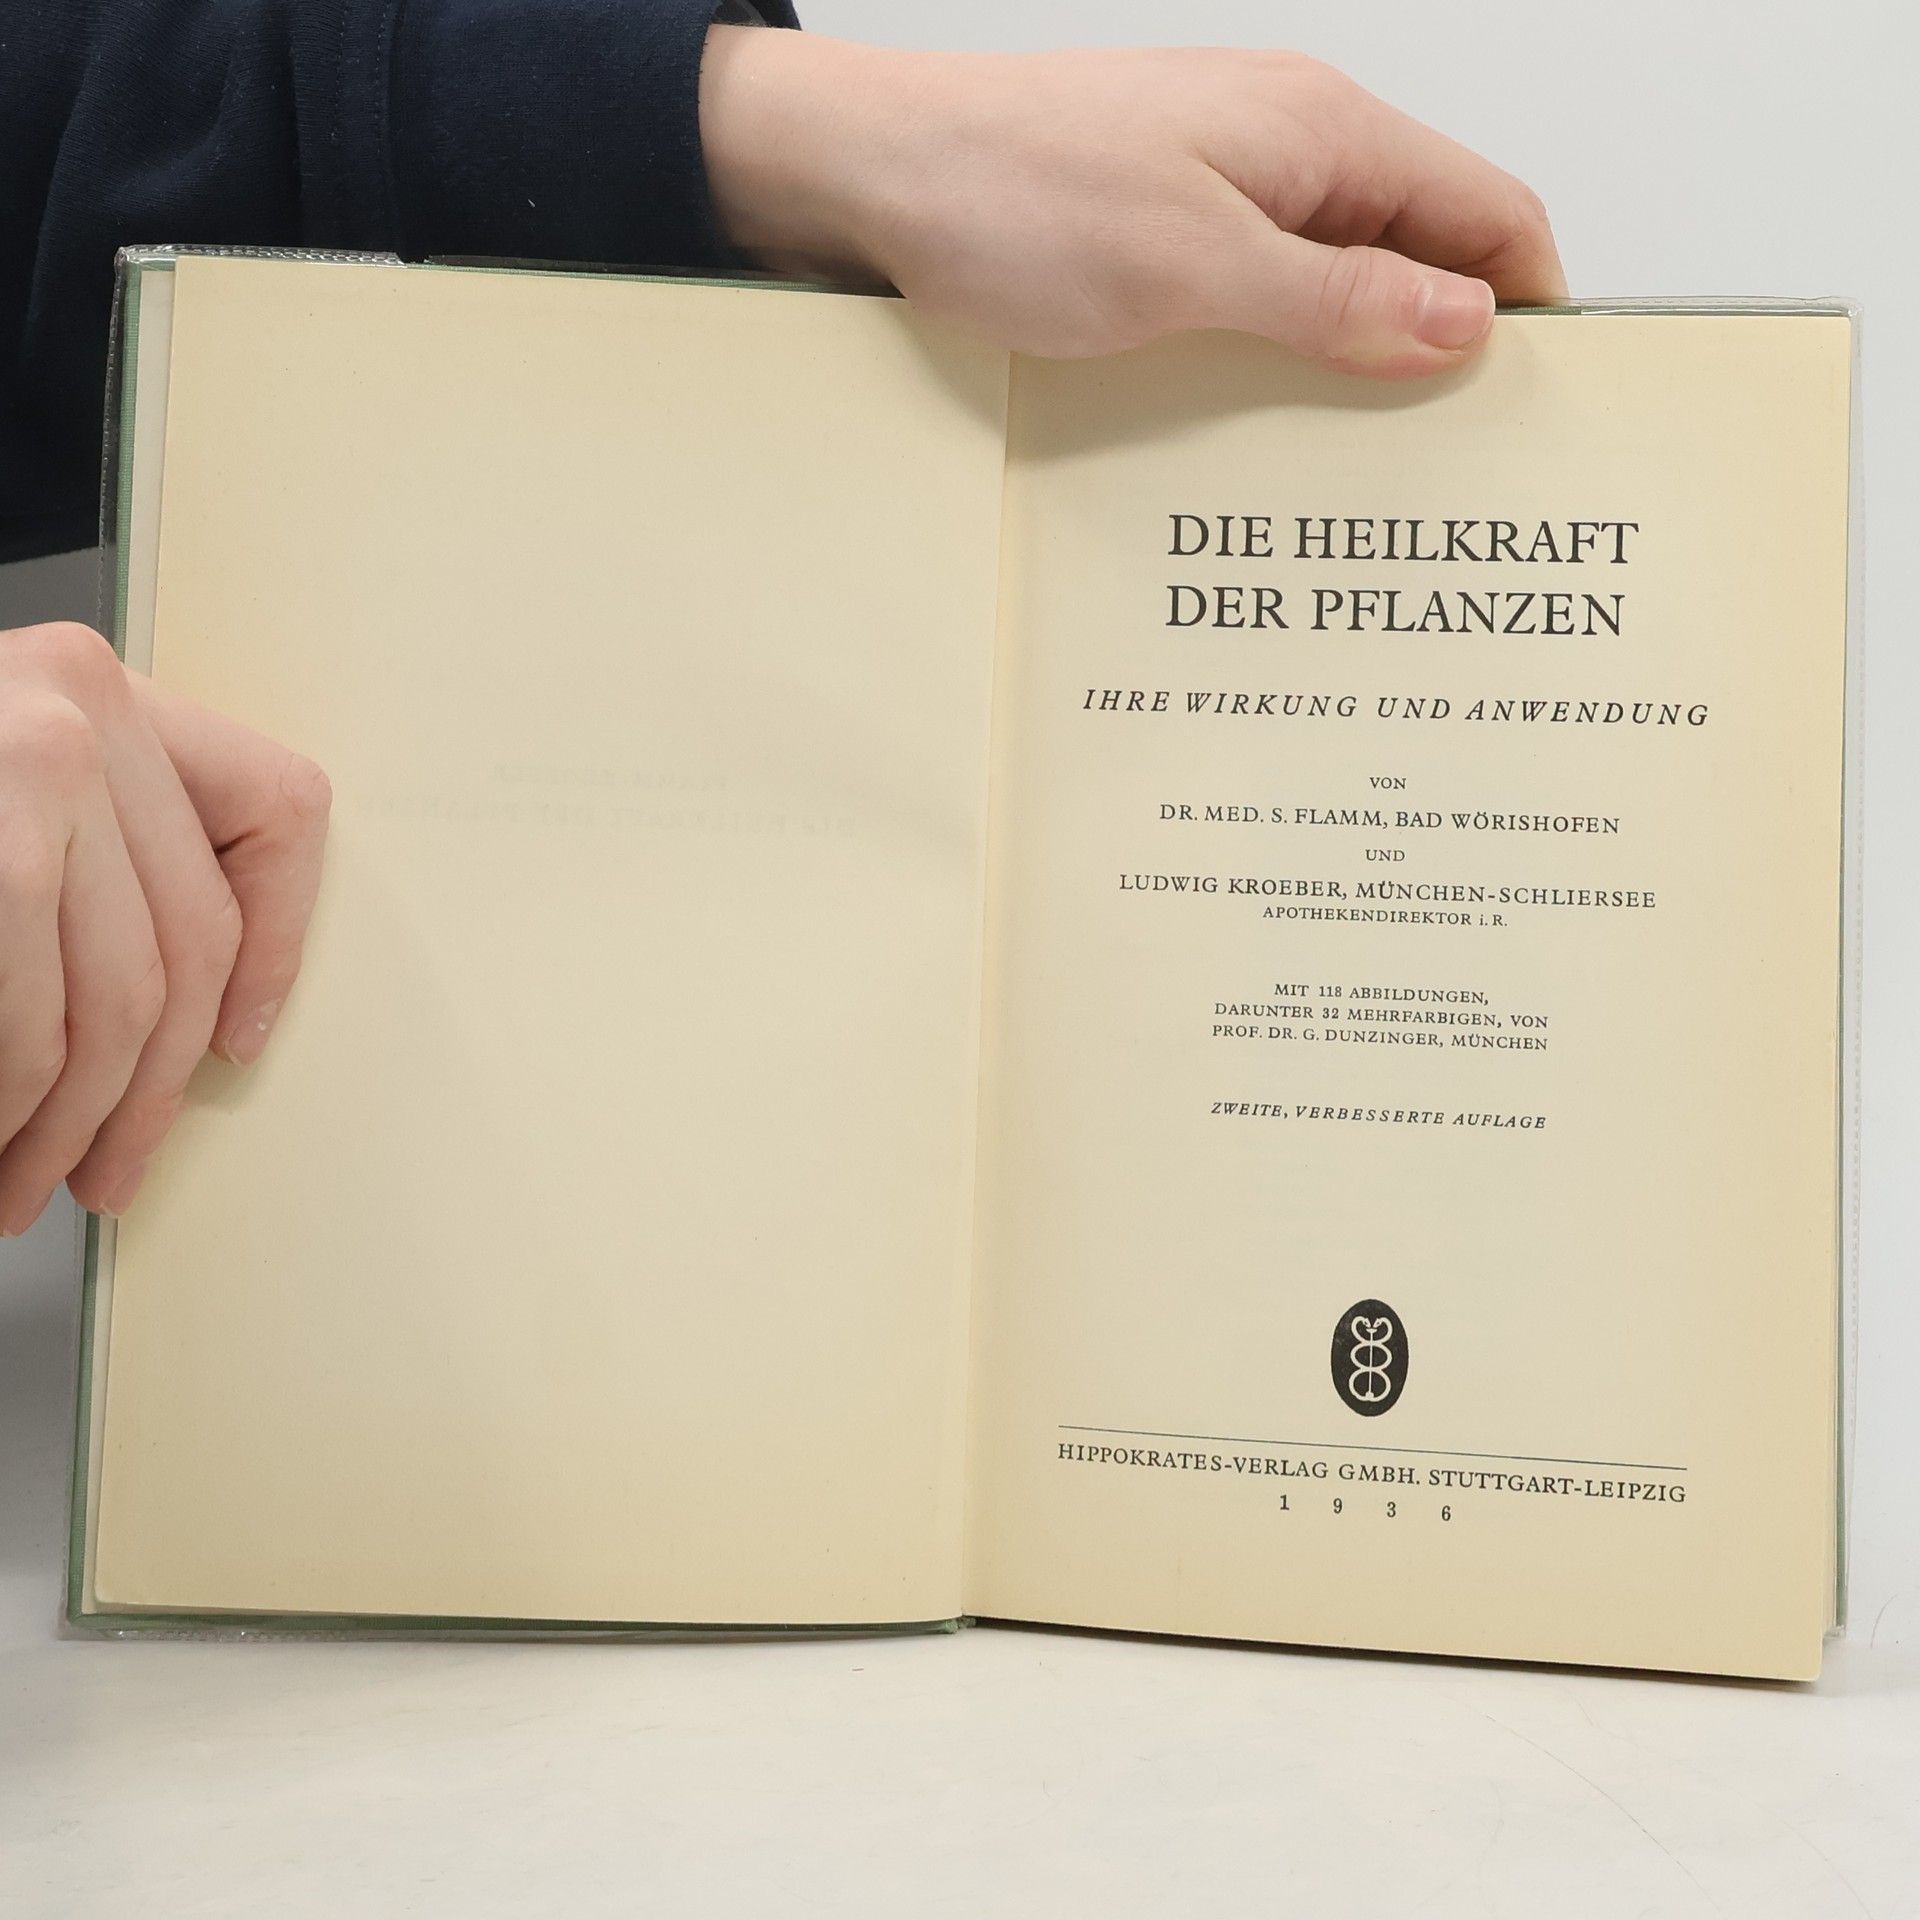 DIE HEILKRAFT
DER PFLANZEN
IHRE WIRKUNG UND ANWENDUNG
VON
DR. MED. S. FLAMM, BAD WÖRISHOFEN
UND
LUDWIG KROEBER, MÜNCHEN-SCHLIERSEE
APOTHEKENDIREKTOR i. R.
MIT 118 ABBILDUNGEN,
DARUNTER 32 MEHRFARBIGEN, VON
PROF. DR. G. DUNZINGER, MÜNCHEN
ZWEITE, VERBESSERTE AUFLAGE
HIPPOKRATES-VERLAG GMBH. STUTTGART-LEIPZIG
1 9 3 6